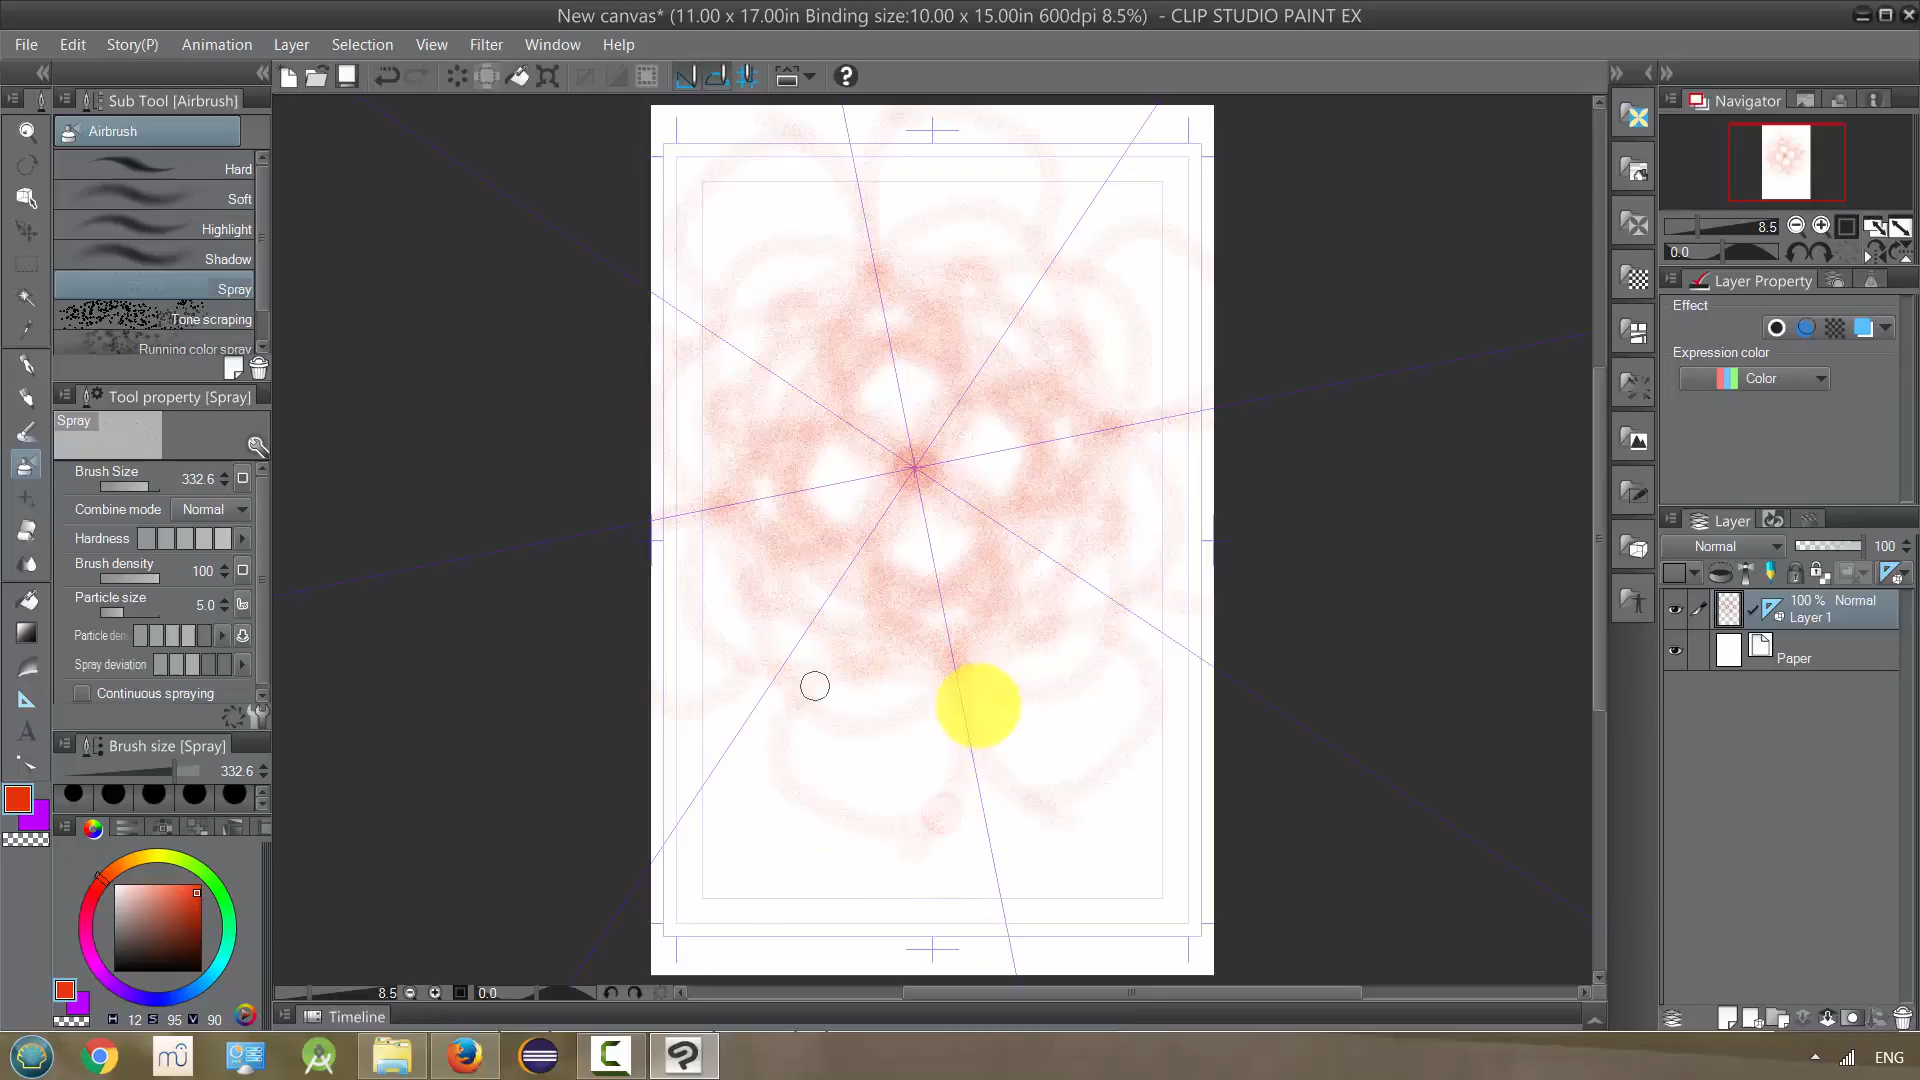 New canvas* (11.00 x 17.00in Binding size:10.00 x 15.00in 600dpi 8.5%) - CLIP STUDIO PAINT EX
File Edit Story(P) Animation Layer Selection View Filter Window Help
Sub Tool [Airbrush]
Airbrush
Hard
Soft
Highlight
Shadow
Spray
Tone scraping
Running color spray
Tool property [Spray]
Spray
Brush Size 332.6
Combine mode Normal
Hardness
Brush density 100
Particle size 5.0
Particle den
Spray deviation
Continuous spraying
Brush size [Spray]
332.6
H 12 S 95 V 90
8.5 0.0
Timeline
Navigator
8.5
0.0
Layer Property
Effect
Expression color
Color
Layer
Normal 100
100 % Normal
Layer 1
Paper
ENG